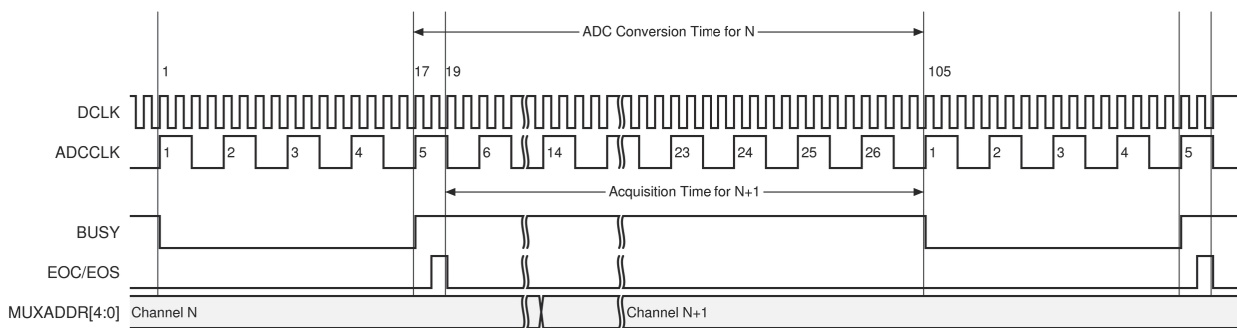 ADC Conversion Time for N
1 17 19 105
DCLK
ADCCLK 1 2 3 4 5 6 14 23 24 25 26 1 2 3 4 5
Acquisition Time for N+1
BUSY
EOC/EOS
MUXADDR[4:0] Channel N Channel N+1